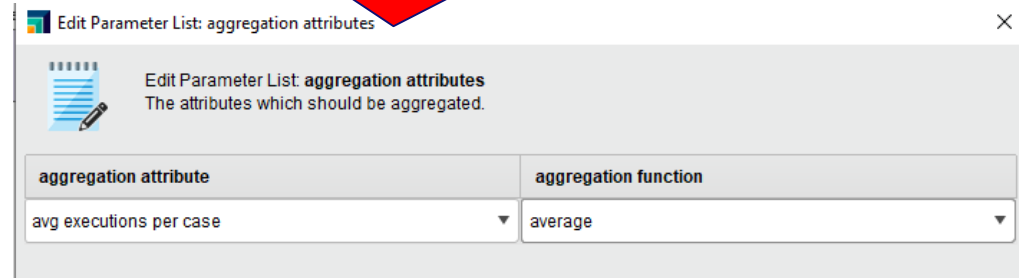 Edit Parameter List: aggregation attributes
Edit Parameter List: aggregation attributes
The attributes which should be aggregated.
aggregation attribute aggregation function
avg executions per case average